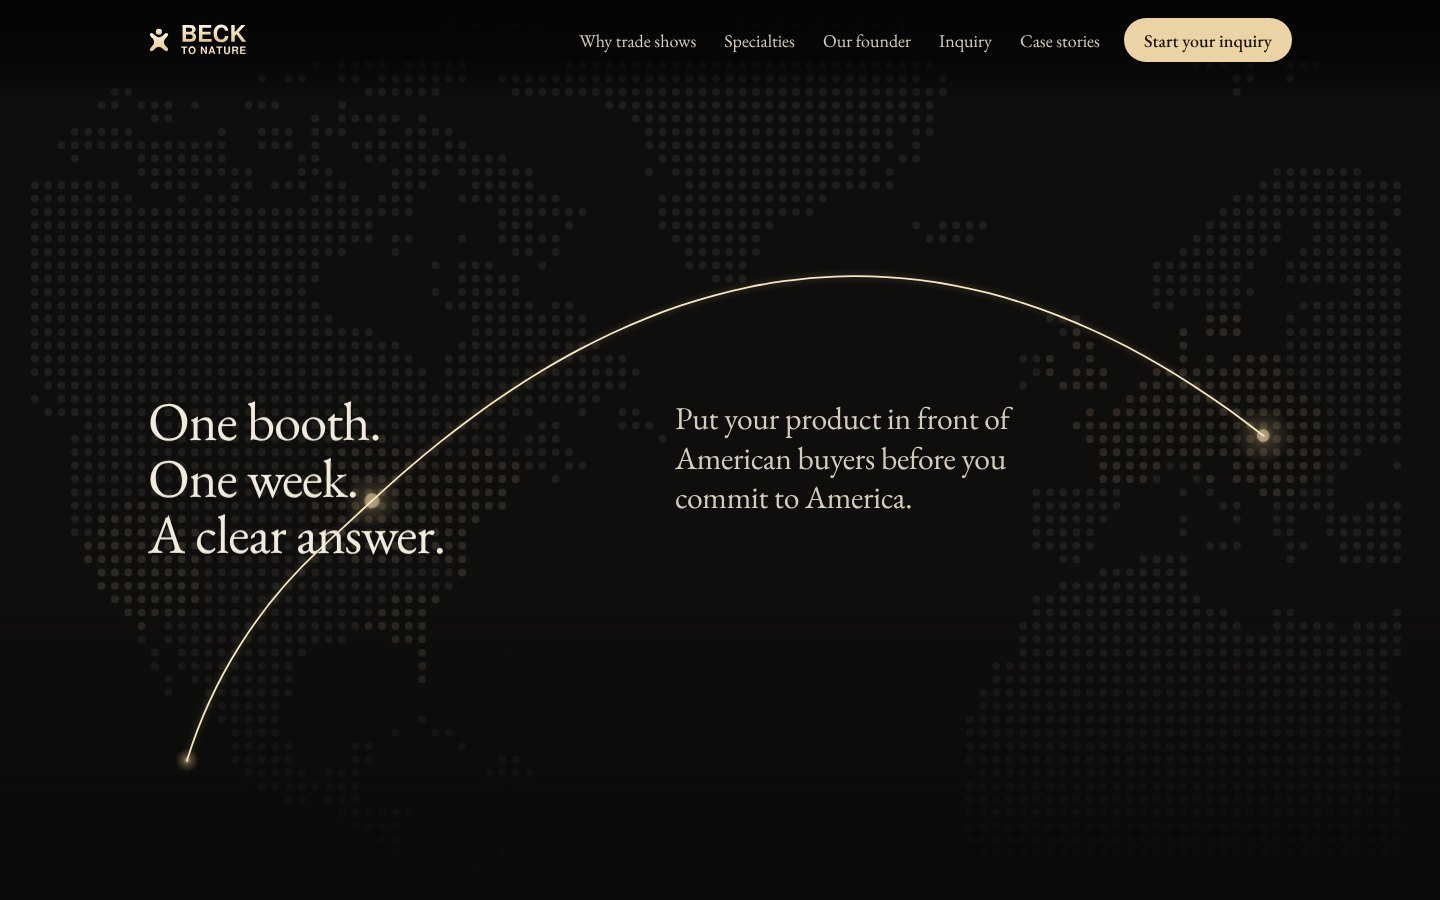 BECK
TO NATURE
Why trade shows
Specialties
Our founder
Inquiry
Case stories
Start your inquiry
One booth.
One week.
A clear answer.
Put your product in front of
American buyers before you
commit to America.